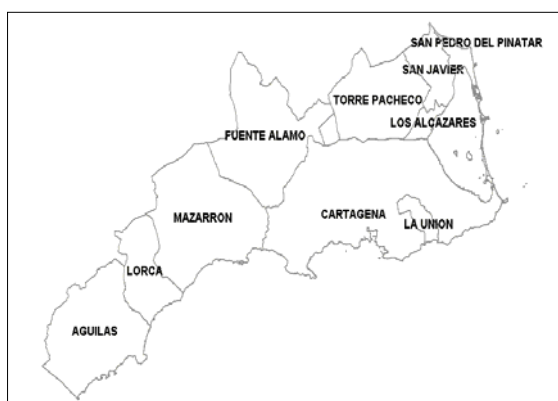 SAN PEDRO DEL PINATAR
SAN JAVIER
TORRE PACHECO
LOS ALCAZARES
FUENTE ALAMO
MAZARRON
CARTAGENA
LA UNION
LORCA
AGUILAS